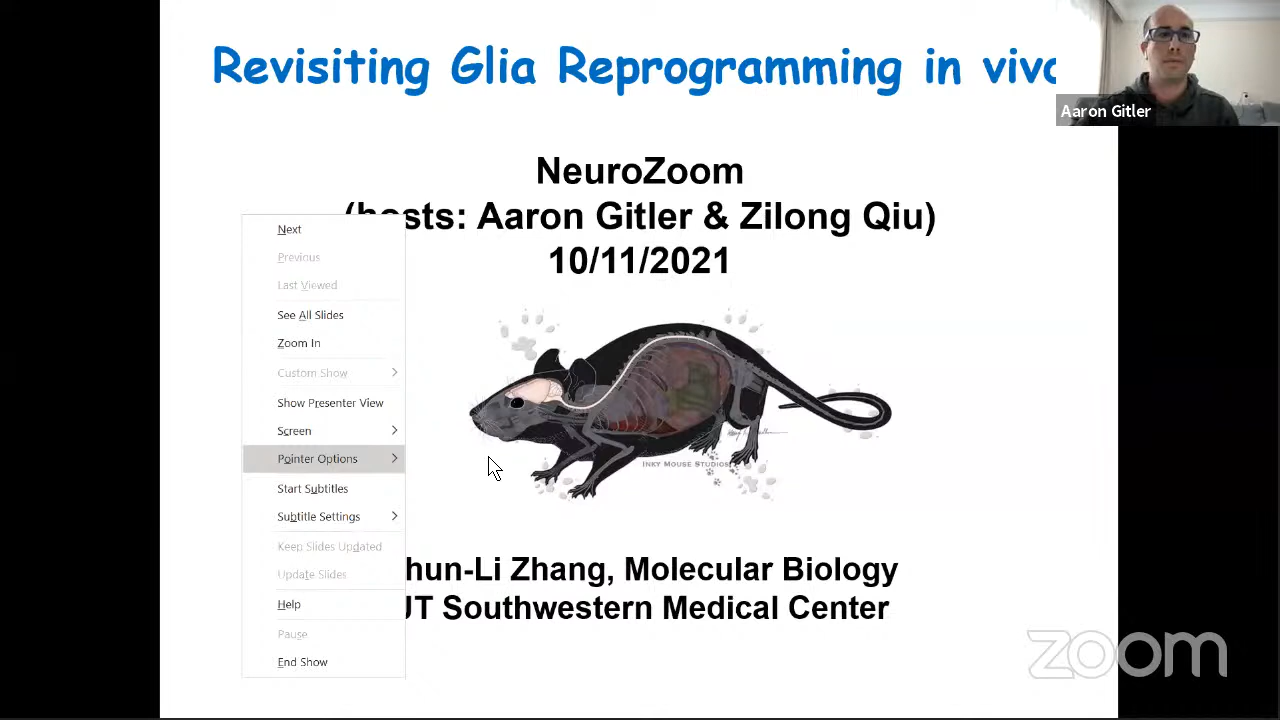 Revisiting Glia Reprogramming in vivo
Aaron Gitler
NeuroZoom
(hosts: Aaron Gitler & Zilong Qiu)
10/11/2021
Next
Previous
Last Viewed
See All Slides
Zoom In
Custom Show
Show Presenter View
Screen
Pointer Options
Start Subtitles
Subtitle Settings
Keep Slides Updated
Update Slides
Help
Pause
End Show
INKY MOUSE STUDIOS
hun-Li Zhang, Molecular Biology
UT Southwestern Medical Center
zoom